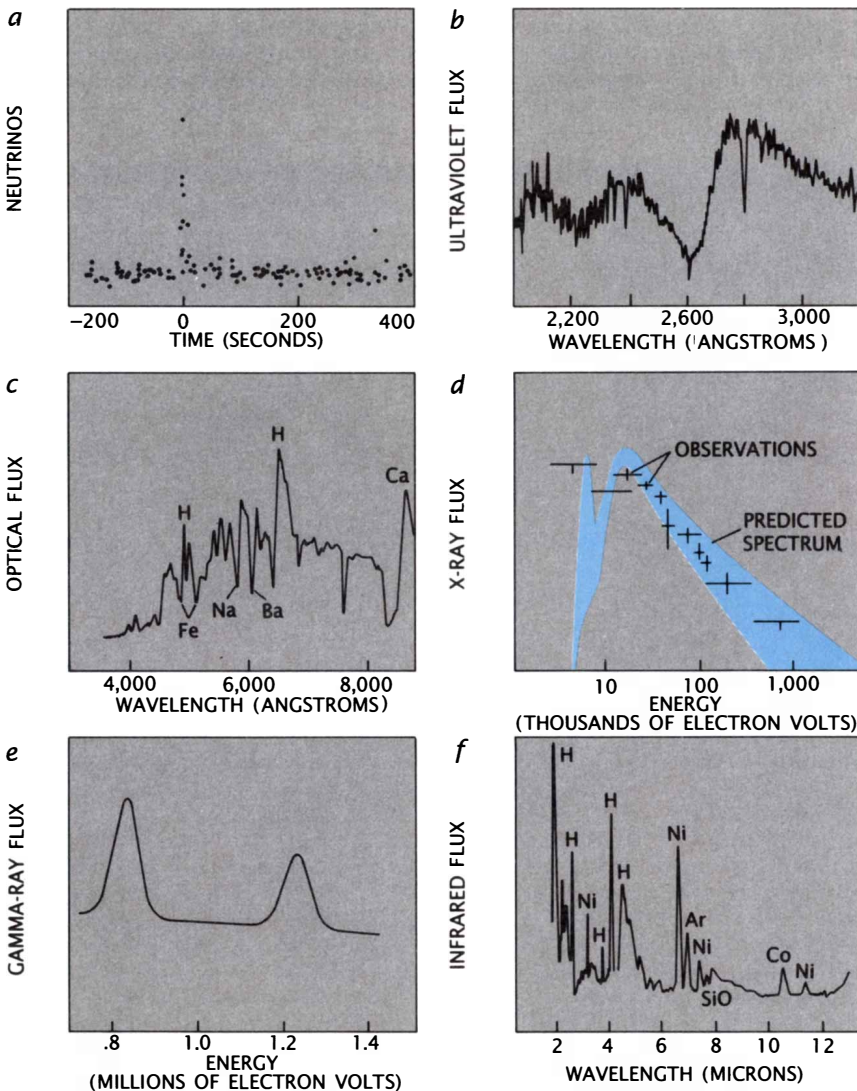 a
NEUTRINOS
−200 0 200 400
TIME (SECONDS)
b
ULTRAVIOLET FLUX
2,200 2,600 3,000
WAVELENGTH (ANGSTROMS)
c
OPTICAL FLUX
H
H
Ca
Na
Ba
Fe
4,000 6,000 8,000
WAVELENGTH (ANGSTROMS)
d
X-RAY FLUX
OBSERVATIONS
PREDICTED
SPECTRUM
10 100 1,000
ENERGY
(THOUSANDS OF ELECTRON VOLTS)
e
GAMMA-RAY FLUX
.8 1.0 1.2 1.4
ENERGY
(MILLIONS OF ELECTRON VOLTS)
f
INFRARED FLUX
H
H
H
H
Ni
Ni
H
Ar
Ni
SiO
Co
Ni
2 4 6 8 10 12
WAVELENGTH (MICRONS)